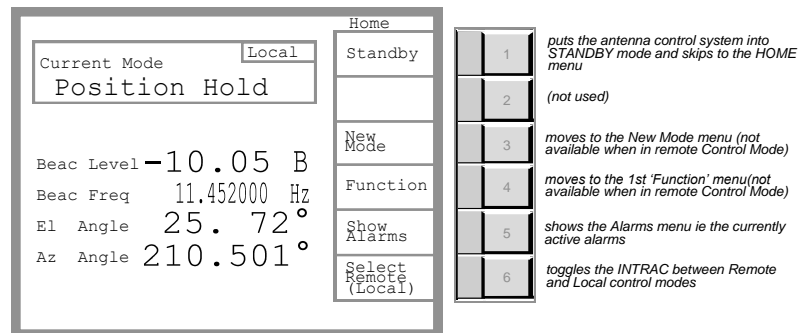 Home
Local
Current Mode
Position Hold
Beac Level -10.05 B
Beac Freq 11.452000 Hz
El Angle 25. 72°
Az Angle 210.501°
Standby
New
Mode
Function
Show
Alarms
Select
Remote
(Local)
1
puts the antenna control system into
STANDBY mode and skips to the HOME
menu
2
(not used)
3
moves to the New Mode menu (not
available when in remote Control Mode)
4
moves to the 1st ‘Function’ menu(not
available when in remote Control Mode)
5
shows the Alarms menu ie the currently
active alarms
6
toggles the INTRAC between Remote
and Local control modes